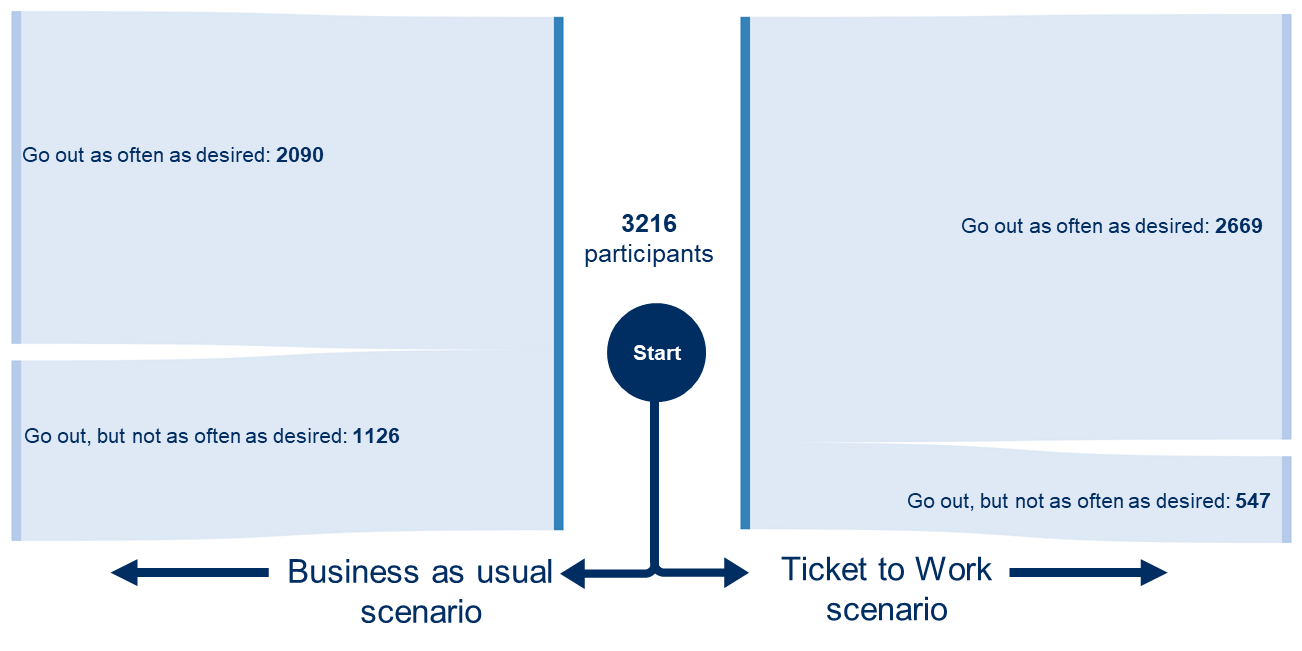 Go out as often as desired: 2090
Go out, but not as often as desired: 1126
3216
participants
Start
Go out as often as desired: 2669
Go out, but not as often as desired: 547
Business as usual
scenario
Ticket to Work
scenario